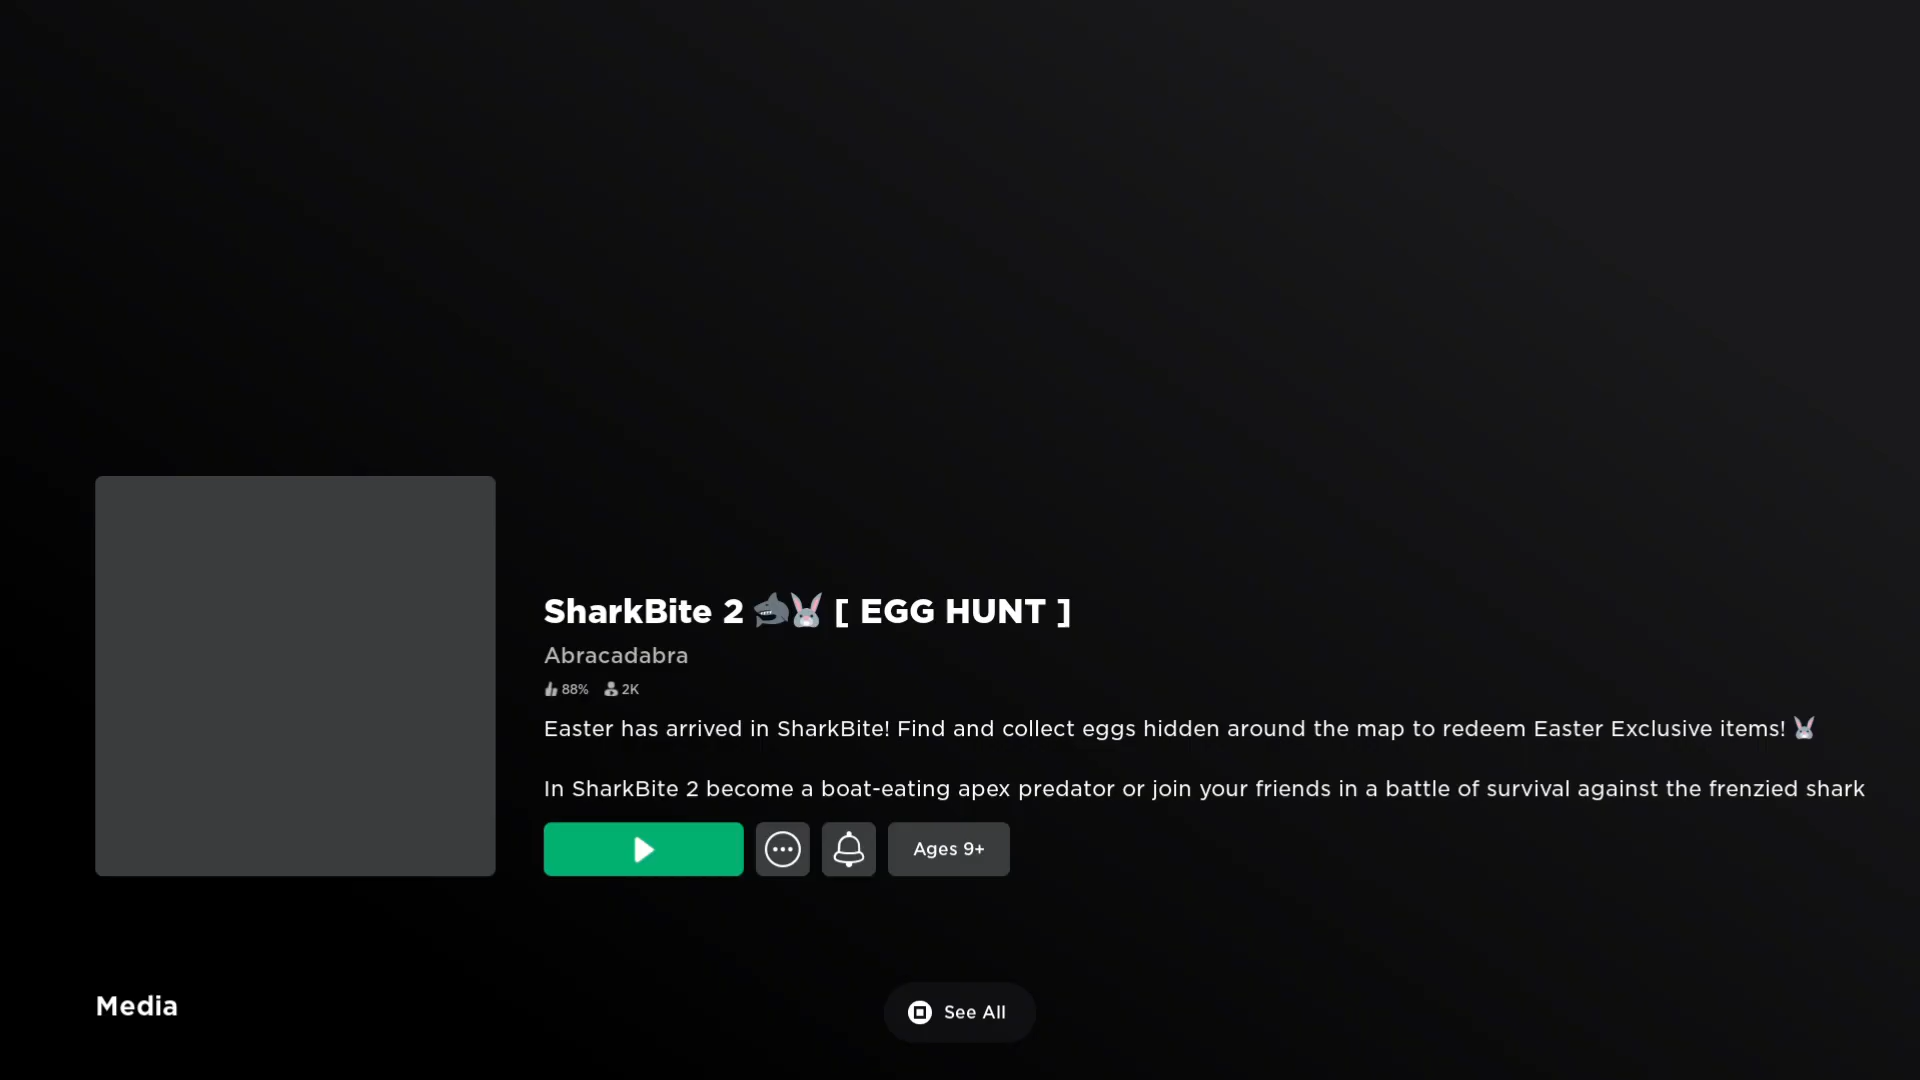 SharkBite 2 🦈🐰 [ EGG HUNT ]
Abracadabra
88% 2K
Easter has arrived in SharkBite! Find and collect eggs hidden around the map to redeem Easter Exclusive items! 🐰
In SharkBite 2 become a boat-eating apex predator or join your friends in a battle of survival against the frenzied shark
Ages 9+
Media
See All